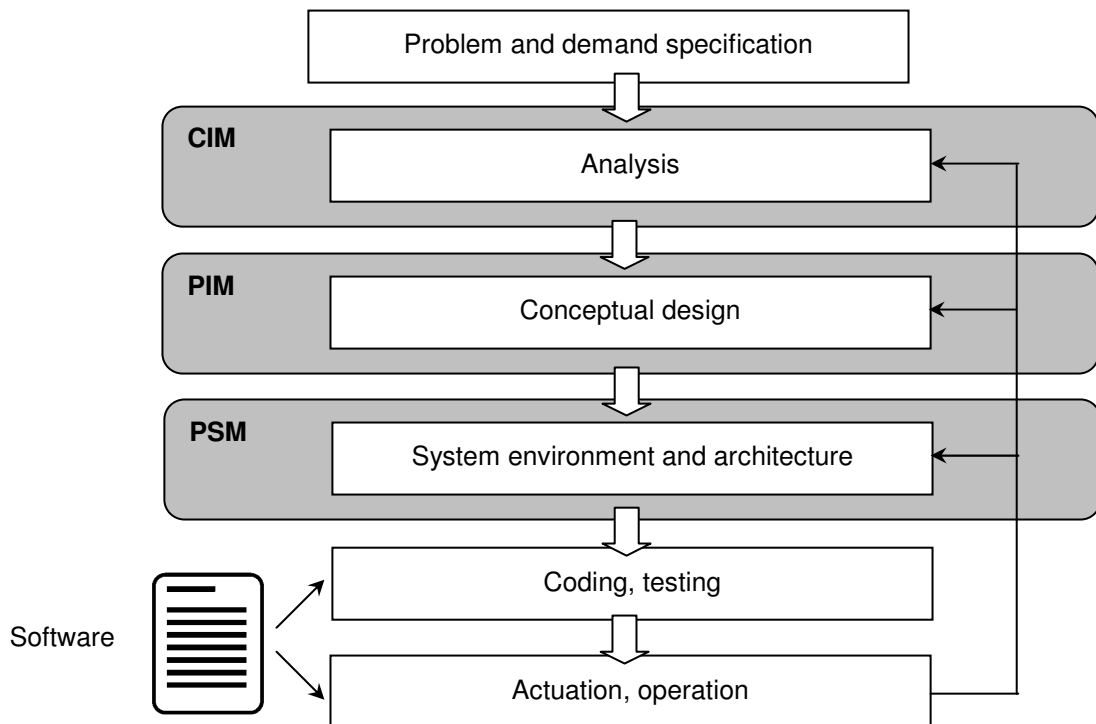 Problem and demand specification
CIM
Analysis
PIM
Conceptual design
PSM
System environment and architecture
Coding, testing
Software
Actuation, operation